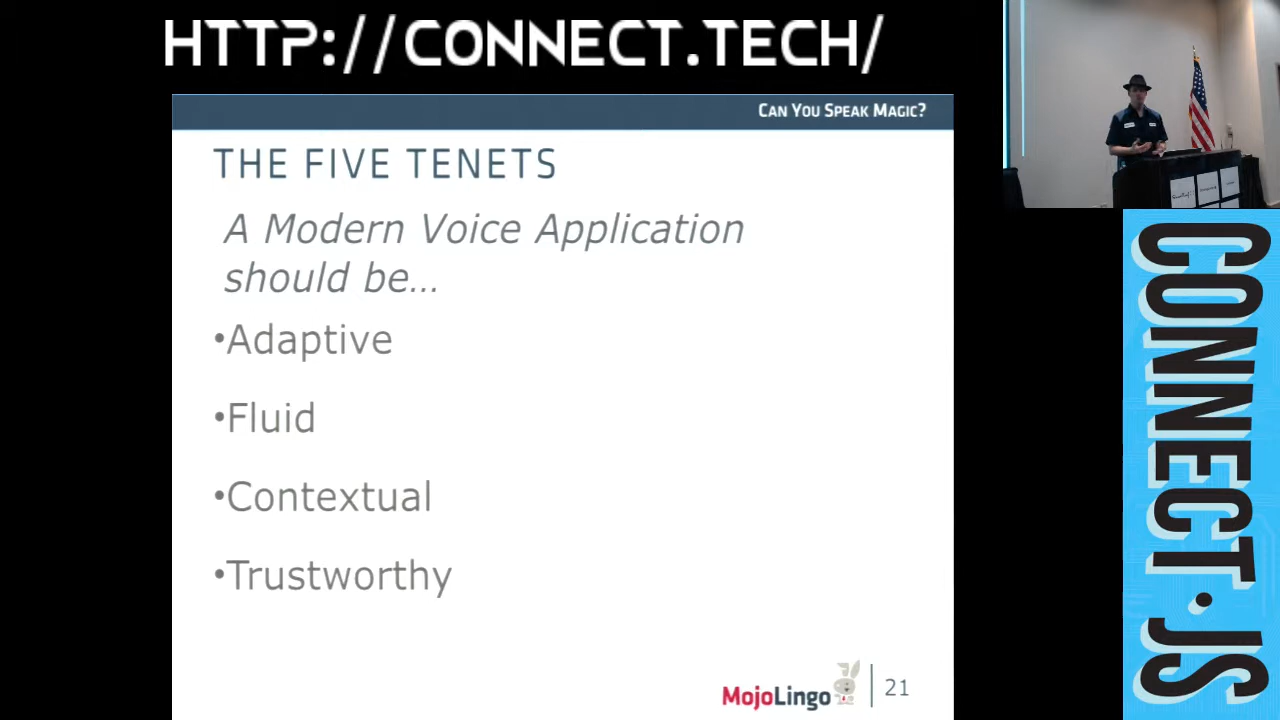 HTTP://CONNECT.TECH/
CAN YOU SPEAK MAGIC?
THE FIVE TENETS
A Modern Voice Application
should be…
•Adaptive
•Fluid
•Contextual
•Trustworthy
MojoLingo
21
CONNECT.JS